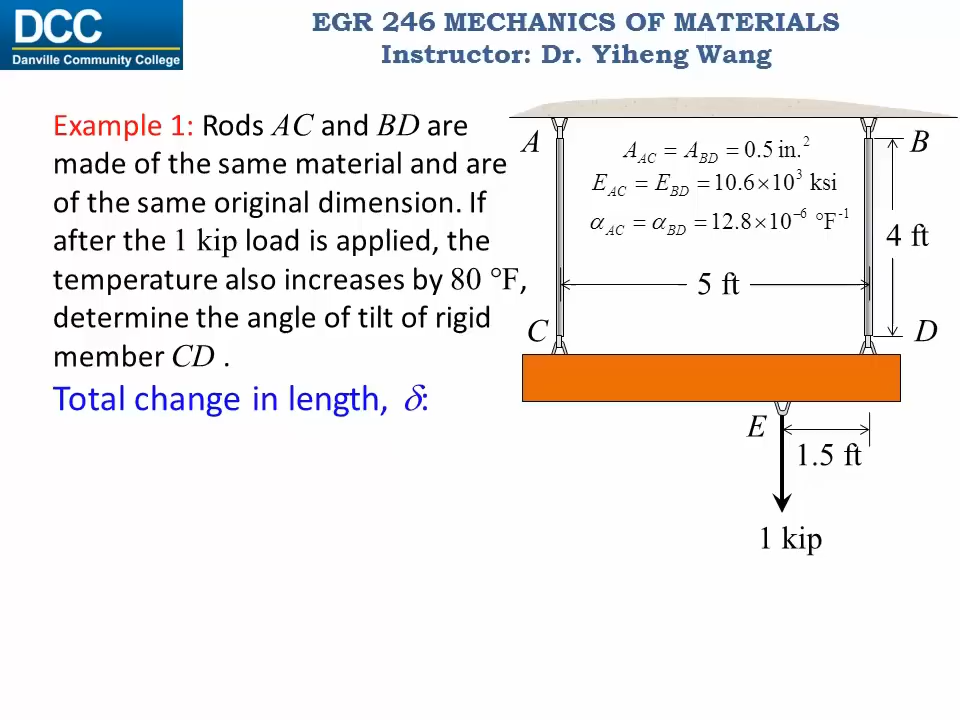 DCC
Danville Community College
EGR 246 MECHANICS OF MATERIALS
Instructor: Dr. Yiheng Wang
Example 1: Rods AC and BD are
made of the same material and are
of the same original dimension. If
after the 1 kip load is applied, the
temperature also increases by 80 °F,
determine the angle of tilt of rigid
member CD .
Total change in length, δ:
A
B
A_AC = A_BD = 0.5 in.²
E_AC = E_BD = 10.6×10³ ksi
α_AC = α_BD = 12.8×10⁻⁶ °F⁻¹
4 ft
5 ft
C
D
E
1.5 ft
1 kip